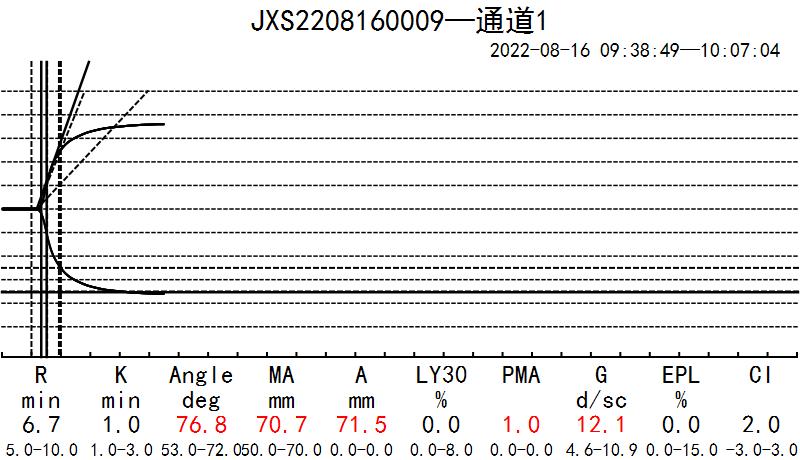 JXS2208160009—通道1
2022-08-16 09:38:49—10:07:04
R K Angle MA A LY30 PMA G EPL CI
min min deg mm mm % d/sc %
6.7 1.0 76.8 70.7 71.5 0.0 1.0 12.1 0.0 2.0
5.0-10.0 1.0-3.0 53.0-72.0 50.0-70.0 0.0-0.0 0.0-8.0 0.0-0.0 4.6-10.9 0.0-15.0 -3.0-3.0